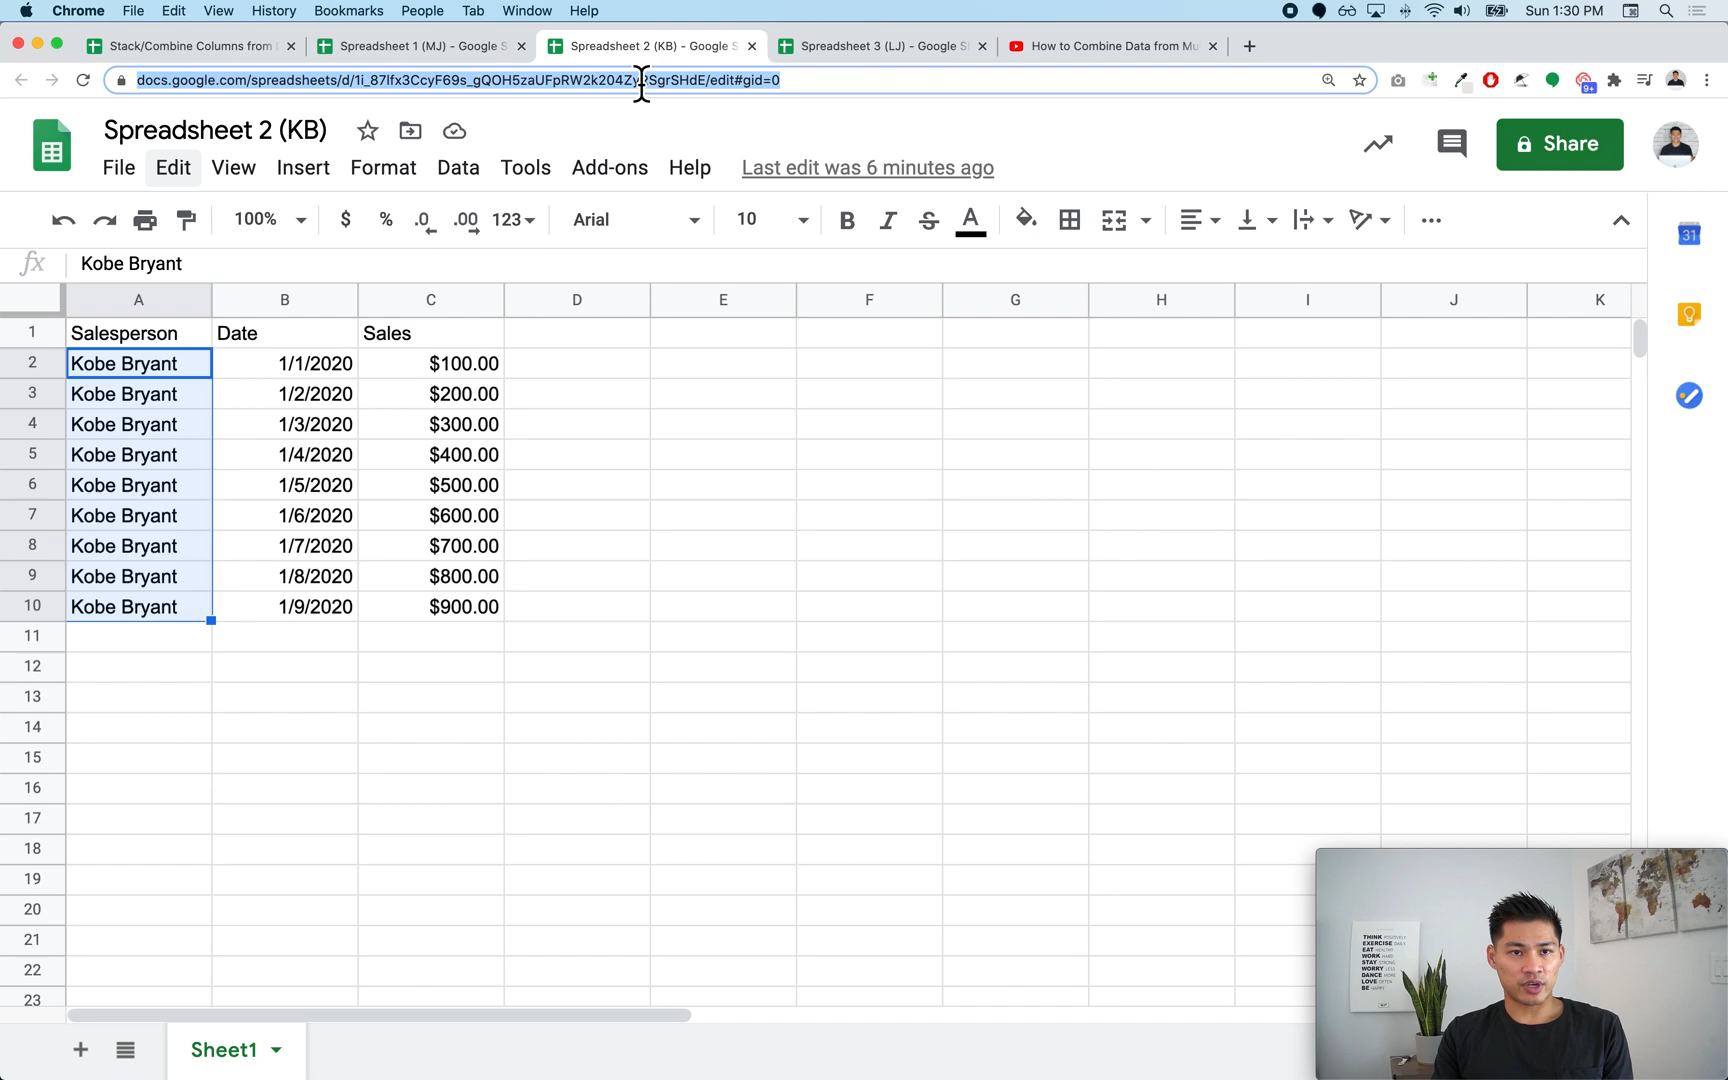 Chrome File Edit View History Bookmarks People Tab Window Help Sun 1:30 PM
Stack/Combine Columns from
Spreadsheet 1 (MJ) - Google S
Spreadsheet 2 (KB) - Google S
Spreadsheet 3 (LJ) - Google S
How to Combine Data from Mu
9+
Spreadsheet 2 (KB)
File Edit View Insert Format Data Tools Add-ons Help Last edit was 6 minutes ago
Share
100% $ % .0 .00 123 Arial 10 B I S A
31
fx Kobe Bryant
A B C D E F G H I J K
1 Salesperson Date Sales
2 Kobe Bryant 1/1/2020 $100.00
3 Kobe Bryant 1/2/2020 $200.00
4 Kobe Bryant 1/3/2020 $300.00
5 Kobe Bryant 1/4/2020 $400.00
6 Kobe Bryant 1/5/2020 $500.00
7 Kobe Bryant 1/6/2020 $600.00
8 Kobe Bryant 1/7/2020 $700.00
9 Kobe Bryant 1/8/2020 $800.00
10 Kobe Bryant 1/9/2020 $900.00
11
12
13
14
15
16
17
18
19
20
21
22
23
THINK POSITIVELY
EXERCISE DAILY
EAT HEALTHY
WORK HARD
STAY STRONG
WORRY LESS
DANCE MORE
LOVE OFTEN
BE HAPPY
Sheet1